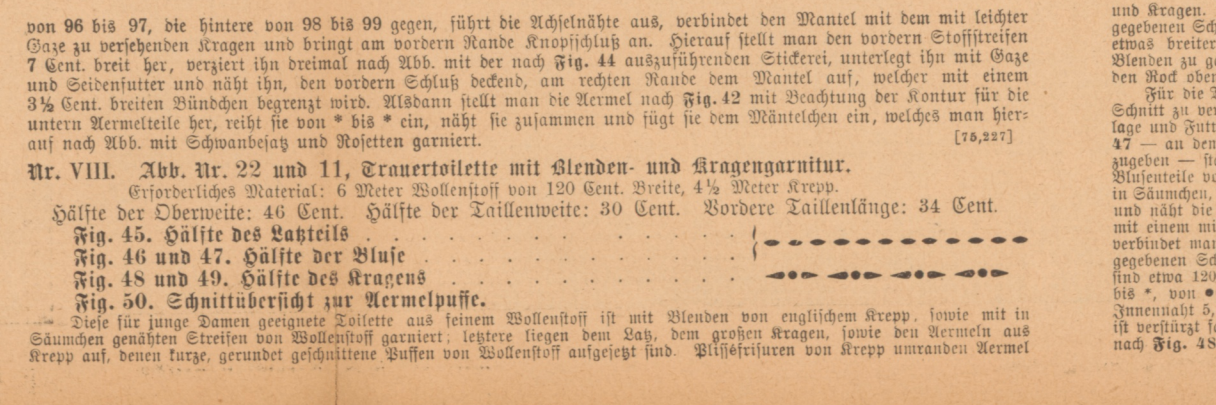 von 96 bis 97, die hintere von 98 bis 99 gegen, führt die Achselnähte aus, verbindet den Mantel mit dem mit leichter
Gaze zu versehenden Kragen und bringt am vordern Rande Knopfschluß an. Hierauf stellt man den vordern Stoffstreifen
7 Cent. breit her, verziert ihn dreimal nach Abb. mit der nach Fig. 44 auszuführenden Stickerei, unterlegt ihn mit Gaze
und Seidenfutter und näht ihn, den vordern Schluß deckend, am rechten Rande dem Mantel auf, welcher mit einem
3½ Cent. breiten Bündchen begrenzt wird. Alsdann stellt man die Aermel nach Fig. 42 mit Beachtung der Kontur für die
untern Aermelteile her, reiht sie von * bis * ein, näht sie zusammen und fügt sie dem Mäntelchen ein, welches man hier-
auf nach Abb. mit Schwanbesatz und Rosetten garniert. [75,227]
Nr. VIII. Abb. Nr. 22 und 11, Trauertoilette mit Blenden- und Kragengarnitur.
Erforderliches Material: 6 Meter Wollenstoff von 120 Cent. Breite, 4½ Meter Krepp.
Hälfte der Oberweite: 46 Cent. Hälfte der Taillenweite: 30 Cent. Vordere Taillenlänge: 34 Cent.
Fig. 45. Hälfte des Latzteils
Fig. 46 und 47. Hälfte der Bluse
Fig. 48 und 49. Hälfte des Kragens
Fig. 50. Schnittübersicht zur Aermelpuffe.
Diese für junge Damen geeignete Toilette aus feinem Wollenstoff ist mit Blenden von englischem Krepp, sowie mit in
Säumchen genähten Streifen von Wollenstoff garniert; letztere liegen dem Latz, dem großen Kragen, sowie den Aermeln aus
Krepp auf, denen kurze, gerundet geschnittene Puffen von Wollenstoff aufgesetzt sind. Plisséfrisuren von Krepp umranden Aermel
und Kragen.
gegebenen
etwas breiter
Blenden zu
den Rock
Für die
Schnitt zu
lage und
47 — an den
zugeben —
Blusenteile
in Säumchen,
und näht die
mit einem
verbindet
gegebenen
sind etwa 120
bis *, von
Innennaht 5,
ist verstürzt
nach Fig. 48